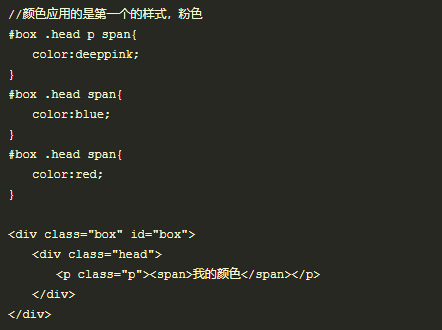 //颜色应用的是第一个的样式，粉色
#box .head p span{
color:deeppink;
}
#box .head span{
color:blue;
}
#box .head span{
color:red;
}
<div class="box" id="box">
<div class="head">
<p class="p"><span>我的颜色</span></p>
</div>
</div>